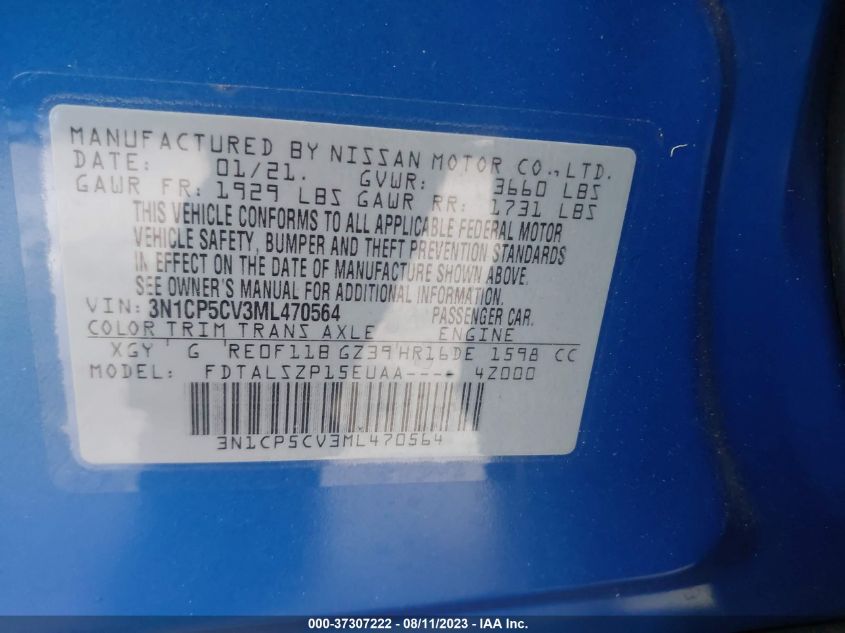 MANUFACTURED BY NISSAN MOTOR CO.,LTD.
DATE: 01/21. GVWR: 3660 LBS
GAWR FR: 1929 LBS GAWR RR: 1731 LBS
THIS VEHICLE CONFORMS TO ALL APPLICABLE FEDERAL MOTOR
VEHICLE SAFETY, BUMPER AND THEFT PREVENTION STANDARDS
IN EFFECT ON THE DATE OF MANUFACTURE SHOWN ABOVE.
SEE OWNER'S MANUAL FOR ADDITIONAL INFORMATION.
VIN: 3N1CP5CV3ML470564 PASSENGER CAR.
COLOR TRIM TRANS AXLE ENGINE
XGY G RE0F11B GZ39 HR16DE 1598 CC
MODEL: FDTALSZP15EUAA---- 4Z000
3N1CP5CV3ML470564
000-37307222 - 08/11/2023 - IAA Inc.